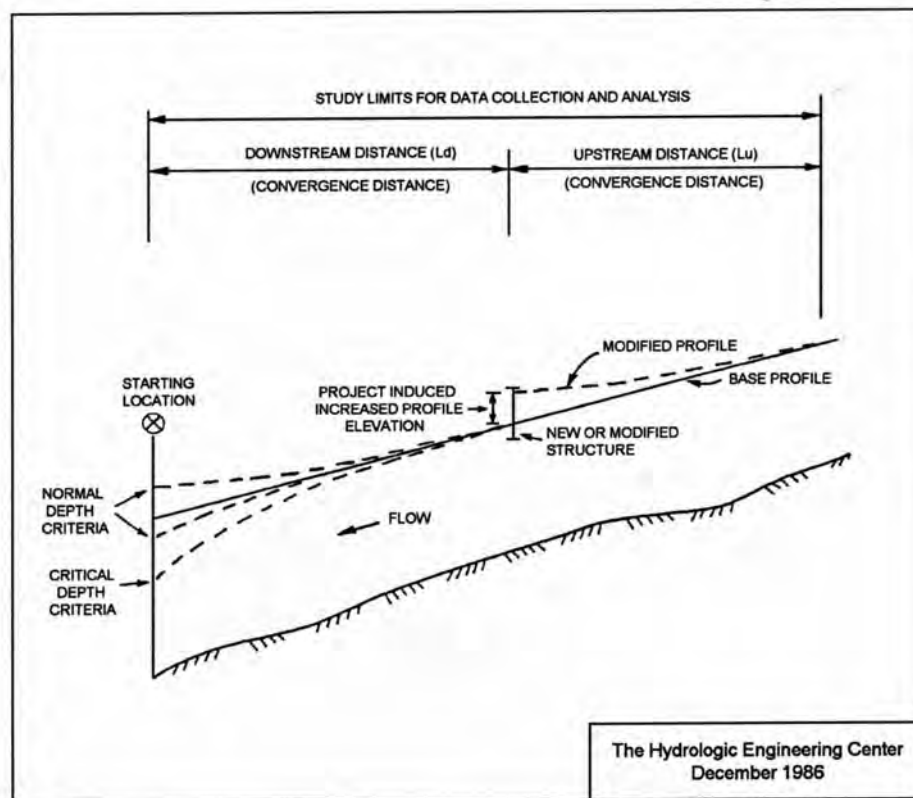 STUDY LIMITS FOR DATA COLLECTION AND ANALYSIS
DOWNSTREAM DISTANCE (Ld)
(CONVERGENCE DISTANCE)
UPSTREAM DISTANCE (Lu)
(CONVERGENCE DISTANCE)
MODIFIED PROFILE
BASE PROFILE
STARTING
LOCATION
PROJECT INDUCED
INCREASED PROFILE
ELEVATION
NEW OR MODIFIED
STRUCTURE
NORMAL
DEPTH
CRITERIA
FLOW
CRITICAL
DEPTH
CRITERIA
The Hydrologic Engineering Center
December 1986